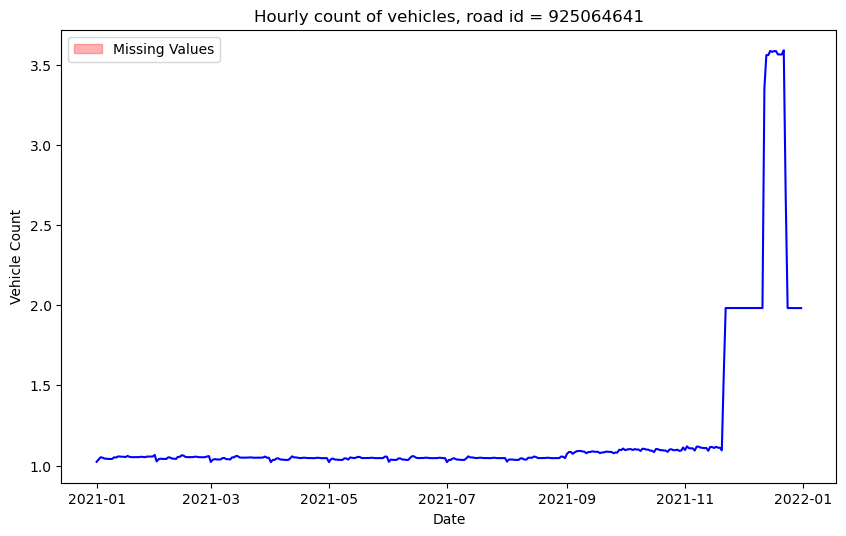 Hourly count of vehicles, road id = 925064641
Missing Values
Vehicle Count
3.5
3.0
2.5
2.0
1.5
1.0
2021-01 2021-03 2021-05 2021-07 2021-09 2021-11 2022-01
Date